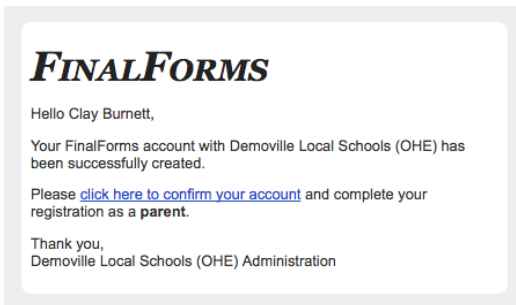 FINALFORMS
Hello Clay Burnett,
Your FinalForms account with Demoville Local Schools (OHE) has
been successfully created.
Please click here to confirm your account and complete your
registration as a parent.
Thank you,
Demoville Local Schools (OHE) Administration